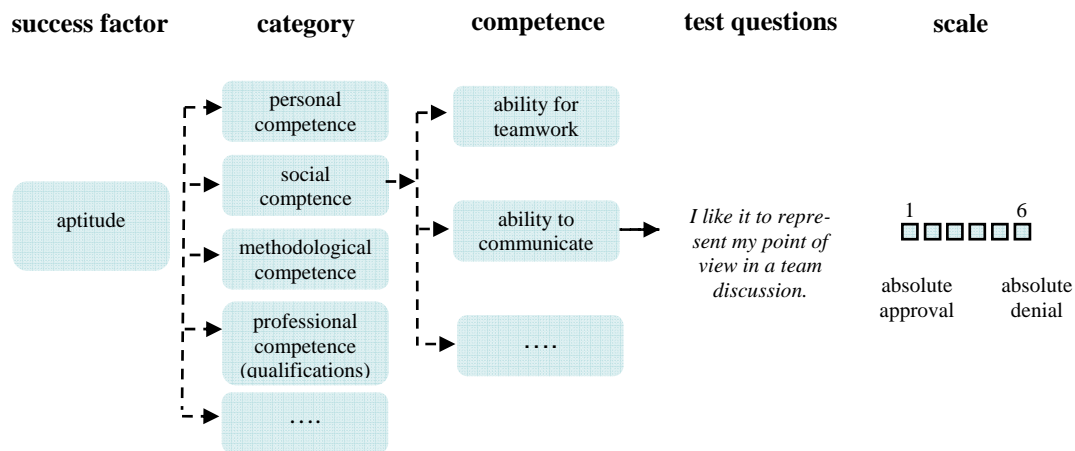 success factor
category
competence
test questions
scale
aptitude
personal
competence
social
comptence
methodological
competence
professional
competence
(qualifications)
....
ability for
teamwork
ability to
communicate
....
I like it to repre-
sent my point of
view in a team
discussion.
1 6
absolute
approval
absolute
denial